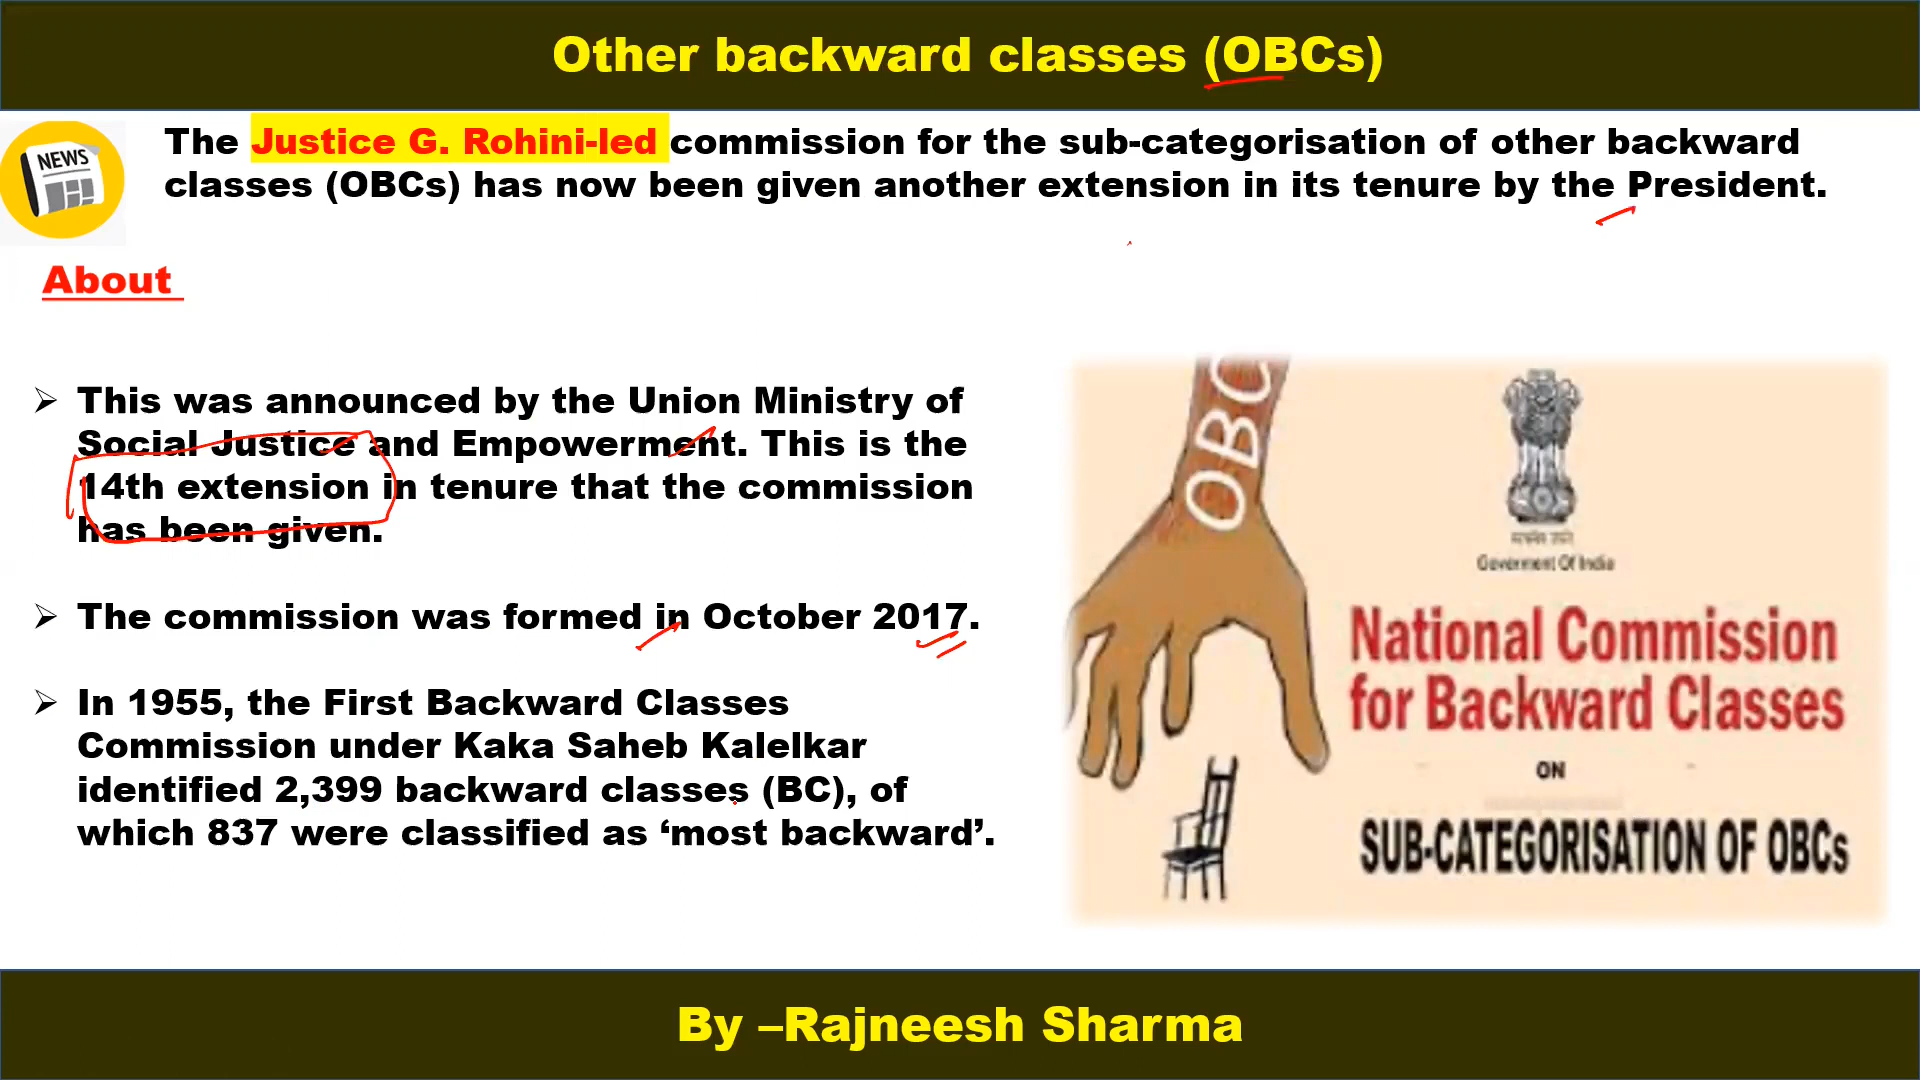 Other backward classes (OBCs)
NEWS
The Justice G. Rohini-led commission for the sub-categorisation of other backward
classes (OBCs) has now been given another extension in its tenure by the President.
About
This was announced by the Union Ministry of
Social Justice and Empowerment. This is the
14th extension in tenure that the commission
has been given.
The commission was formed in October 2017.
In 1955, the First Backward Classes
Commission under Kaka Saheb Kalelkar
identified 2,399 backward classes (BC), of
which 837 were classified as ‘most backward’.
OBC
Goverment Of India
National Commission
for Backward Classes
ON
SUB-CATEGORISATION OF OBCs
By –Rajneesh Sharma